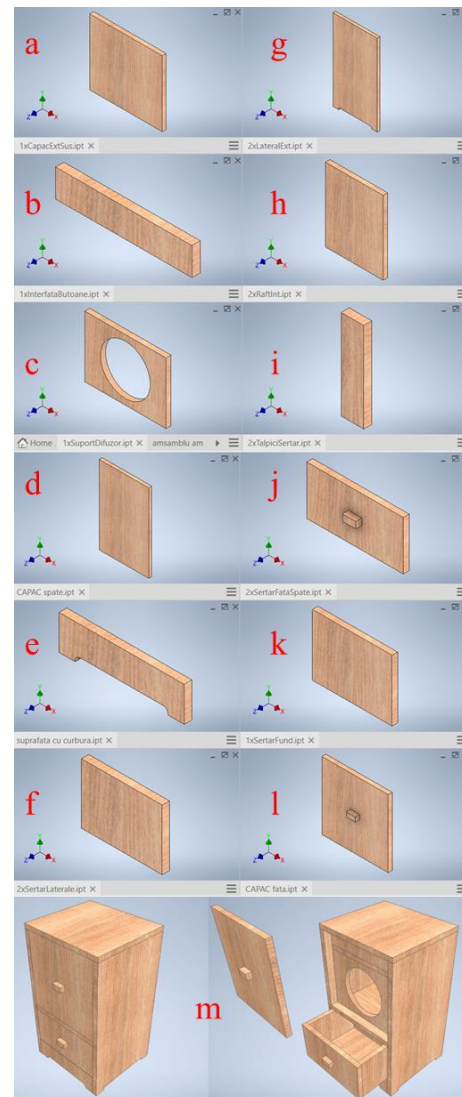 a
g
1xCapacExtSus.ipt
2xLateralExt.ipt
b
h
1xInterfataButoane.ipt
2xRaftInt.ipt
c
i
Home 1xSuportDifuzor.ipt amsamblu am
2xTalpiciSertar.ipt
d
j
CAPAC spate.ipt
2xSertarFataSpate.ipt
e
k
suprafata cu curbura.ipt
1xSertarFund.ipt
f
l
2xSertarLaterale.ipt
CAPAC fata.ipt
m